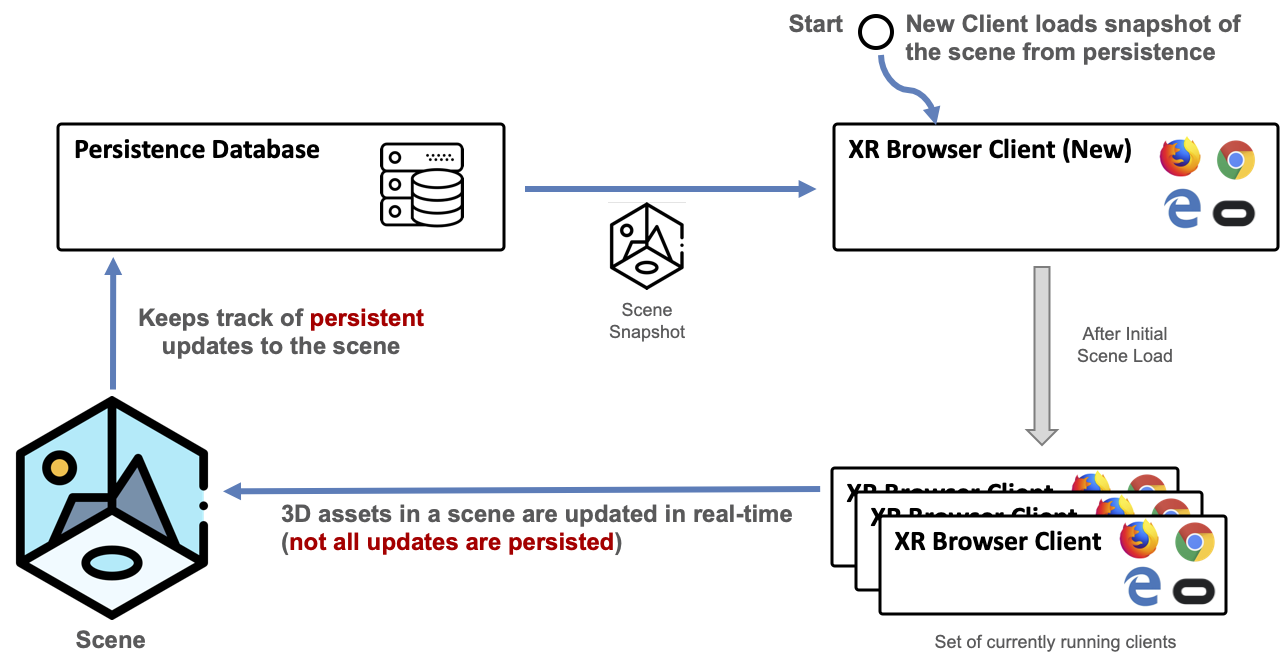 Start
New Client loads snapshot of
the scene from persistence
Persistence Database
XR Browser Client (New)
Scene
Snapshot
Keeps track of persistent
updates to the scene
After Initial
Scene Load
3D assets in a scene are updated in real-time
(not all updates are persisted)
XR Browser Client
XR Browser Client
XR Browser Client
Scene
Set of currently running clients